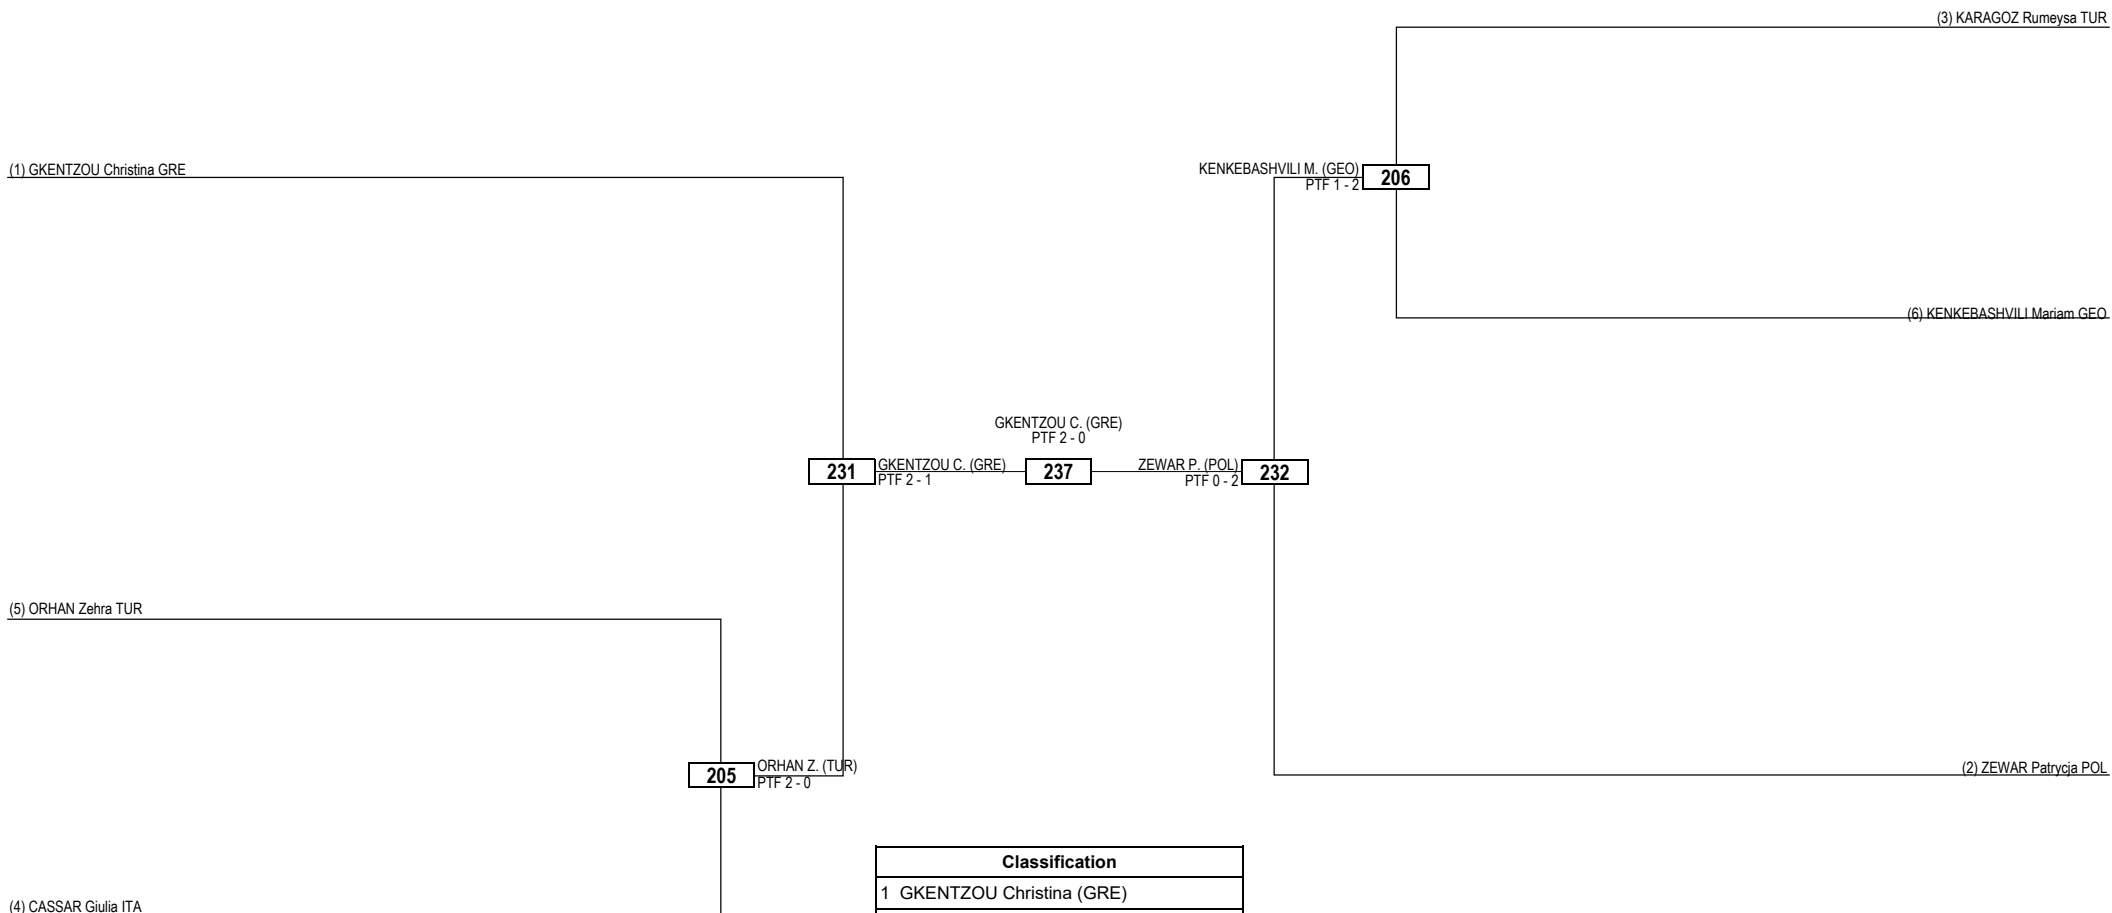 (3) KARAGOZ Rumeysa TUR
(1) GKENTZOU Christina GRE
KENKEBASHVILI M. (GEO)
PTF 1 - 2
206
(6) KENKEBASHVILI Mariam GEO
GKENTZOU C. (GRE)
PTF 2 - 0
231
GKENTZOU C. (GRE)
PTF 2 - 1
237
ZEWAR P. (POL)
PTF 0 - 2
232
(5) ORHAN Zehra TUR
205
ORHAN Z. (TUR)
PTF 2 - 0
(2) ZEWAR Patrycja POL
Classification
1 GKENTZOU Christina (GRE)
(4) CASSAR Giulia ITA